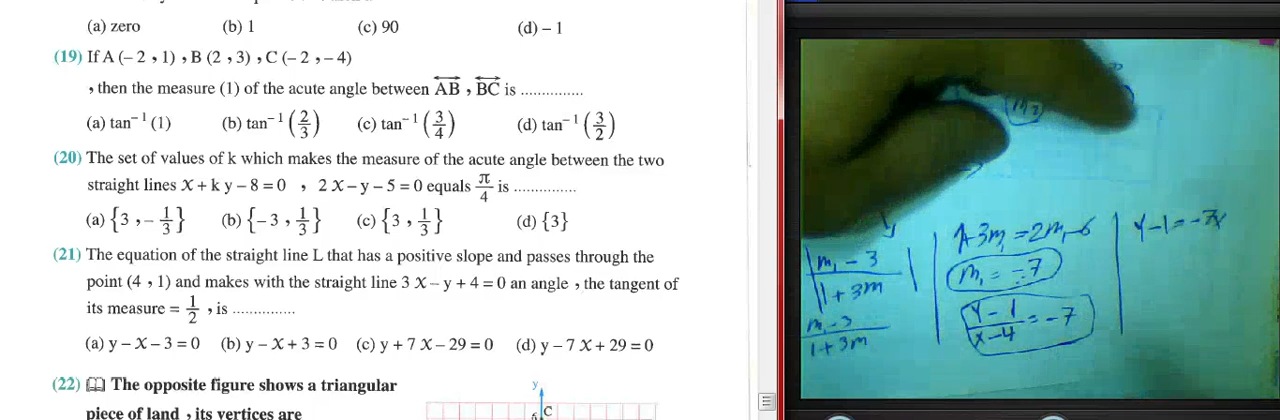 (a) zero (b) 1 (c) 90 (d) – 1
(19) If A (– 2 , 1) , B (2 , 3) , C (– 2 , – 4)
, then the measure (1) of the acute angle between AB , BC is ...............
(a) tan⁻¹ (1) (b) tan⁻¹ (2/3) (c) tan⁻¹ (3/4) (d) tan⁻¹ (3/2)
(20) The set of values of k which makes the measure of the acute angle between the two
straight lines X + k y – 8 = 0 , 2 X – y – 5 = 0 equals π/4 is ...............
(a) {3 , – 1/3} (b) {– 3 , 1/3} (c) {3 , 1/3} (d) {3}
(21) The equation of the straight line L that has a positive slope and passes through the
point (4 , 1) and makes with the straight line 3 X – y + 4 = 0 an angle , the tangent of
its measure = 1/2 , is ...............
(a) y – X – 3 = 0 (b) y – X + 3 = 0 (c) y + 7 X – 29 = 0 (d) y – 7 X + 29 = 0
(22) The opposite figure shows a triangular
piece of land , its vertices are
y
C
m₂
m₁ – 3
1 + 3m
m₁ – 3
1 + 3m
+ 3m₁ = 2m₁ – 6
m₁ = – 7
y – 1 / x – 4 = – 7
y – 1 = – 7x